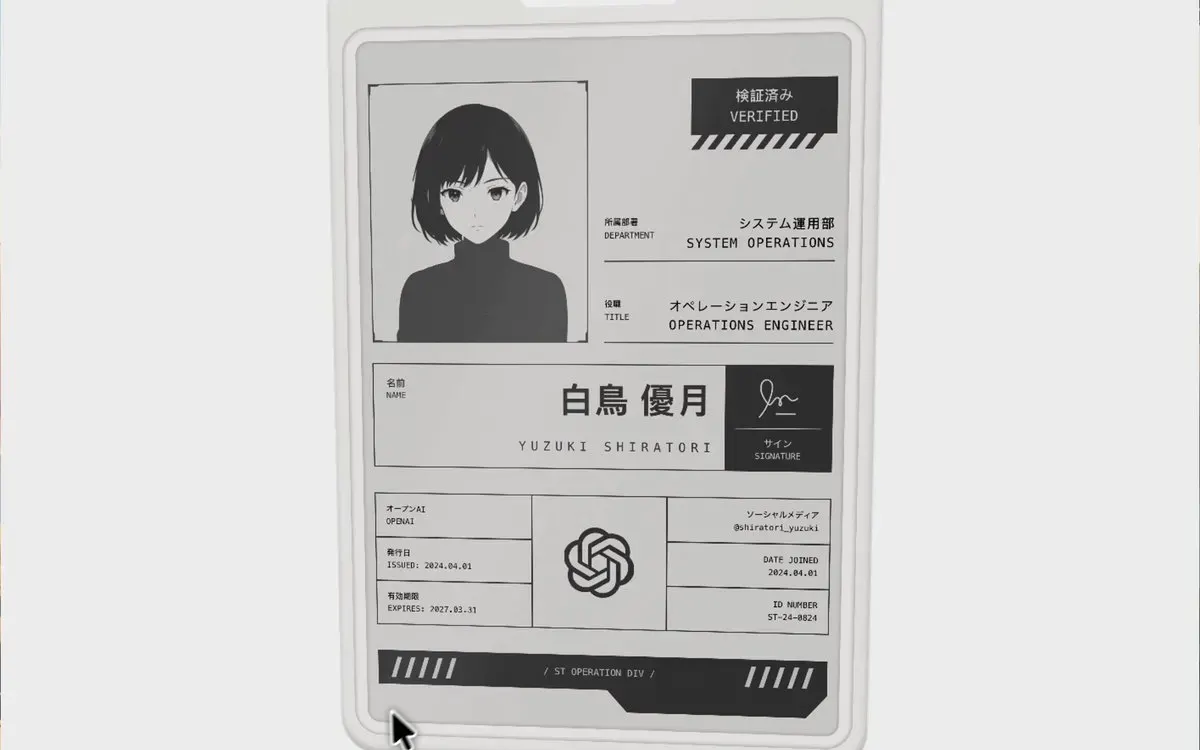 検証済み
VERIFIED
所属部署
DEPARTMENT
システム運用部
SYSTEM OPERATIONS
役職
TITLE
オペレーションエンジニア
OPERATIONS ENGINEER
名前
NAME
白鳥 優月
YUZUKI SHIRATORI
サイン
SIGNATURE
オープンAI
OPENAI
発行日
ISSUED: 2024.04.01
有効期限
EXPIRES: 2027.03.31
ソーシャルメディア
@shiratori_yuzuki
DATE JOINED
2024.04.01
ID NUMBER
ST-24-0824
/ ST OPERATION DIV /